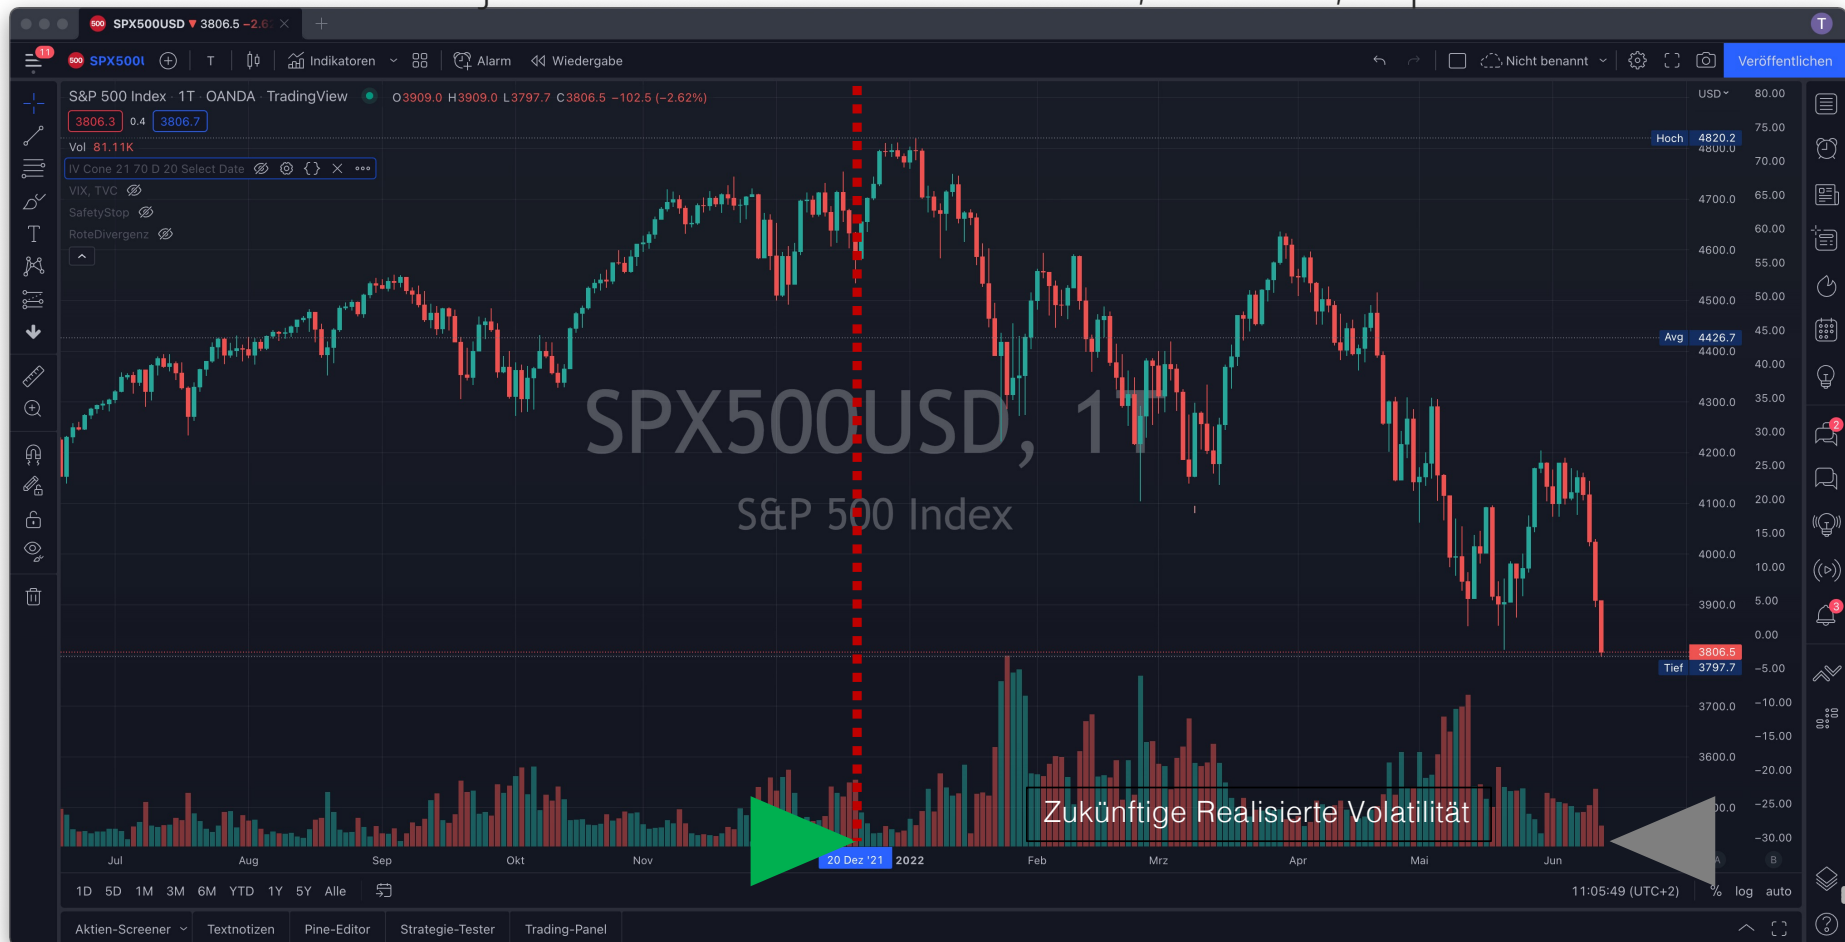 500 SPX500USD ▼ 3806.5 −2.6 × + T
11 500 SPX500 T Indikatoren Alarm Wiedergabe Nicht benannt Veröffentlichen
S&P 500 Index · 1T · OANDA · TradingView O3909.0 H3909.0 L3797.7 C3806.5 −102.5 (−2.62%)
3806.3 0.4 3806.7
Vol 81.11K
IV Cone 21 70 D 20 Select Date
VIX, TVC
SafetyStop
RoteDivergenz
USD
Hoch 4820.2
4800.0
4700.0
4600.0
4500.0
Avg 4426.7
4400.0
4300.0
4200.0
4100.0
4000.0
3900.0
3806.5
Tief 3797.7
3700.0
3600.0
80.00
75.00
70.00
65.00
60.00
55.00
50.00
45.00
40.00
35.00
30.00
25.00
20.00
15.00
10.00
5.00
0.00
−5.00
−10.00
−15.00
−20.00
−25.00
−30.00
2
3
SPX500USD, 1T
S&P 500 Index
Zukünftige Realisierte Volatilität
Jul Aug Sep Okt Nov 20 Dez '21 2022 Feb Mrz Apr Mai Jun A B
1D 5D 1M 3M 6M YTD 1Y 5Y Alle 11:05:49 (UTC+2) % log auto
Aktien-Screener Textnotizen Pine-Editor Strategie-Tester Trading-Panel